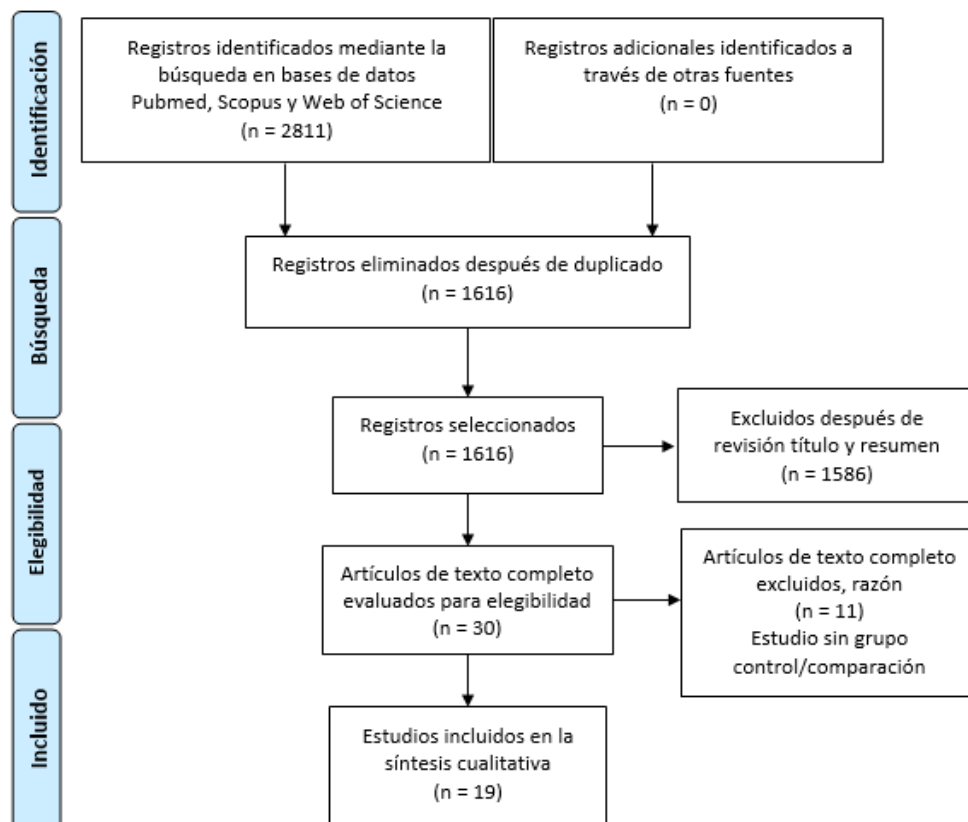 Identificación
Registros identificados mediante la
búsqueda en bases de datos
Pubmed, Scopus y Web of Science
(n = 2811)
Registros adicionales identificados a
través de otras fuentes
(n = 0)
Búsqueda
Registros eliminados después de duplicado
(n = 1616)
Elegibilidad
Registros seleccionados
(n = 1616)
Excluidos después de
revisión título y resumen
(n = 1586)
Artículos de texto completo
evaluados para elegibilidad
(n = 30)
Artículos de texto completo
excluidos, razón
(n = 11)
Estudio sin grupo
control/comparación
Incluido
Estudios incluidos en la
síntesis cualitativa
(n = 19)